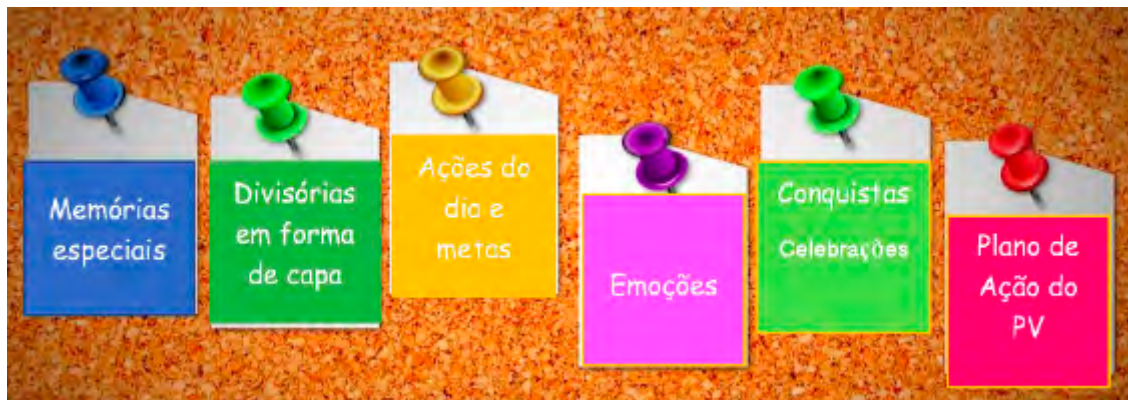 Memórias
especiais
Divisórias
em forma
de capa
Ações do
dia e
metas
Emoções
Conquistas
Celebrações
Plano de
Ação do
PV